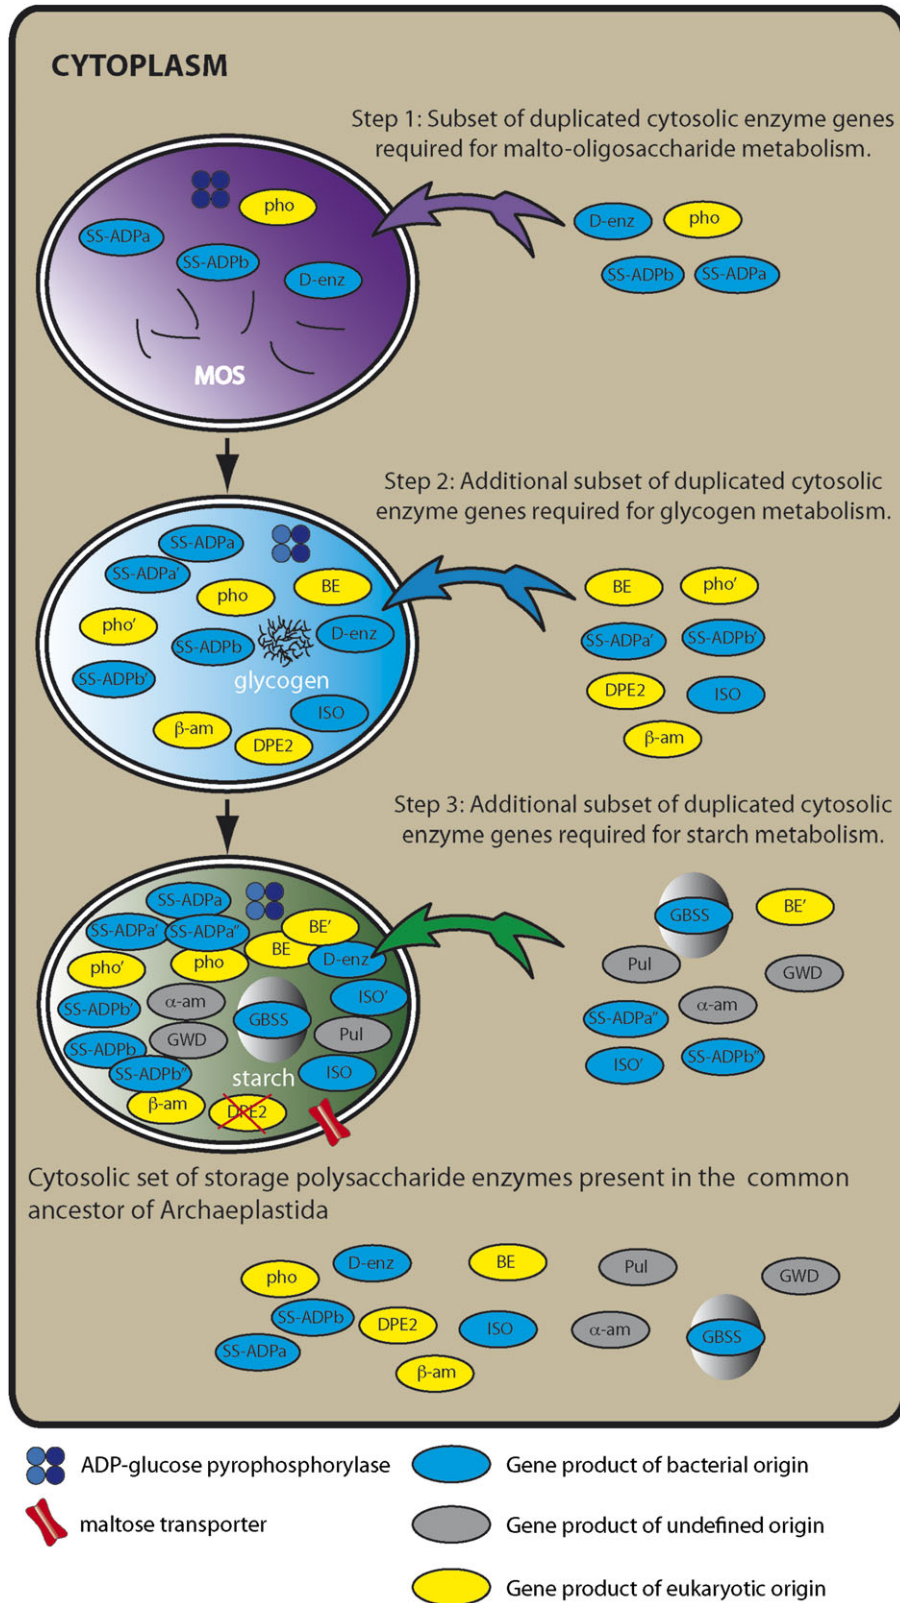 CYTOPLASM
Step 1: Subset of duplicated cytosolic enzyme genes
required for malto-oligosaccharide metabolism.
pho
SS-ADPa
SS-ADPb
D-enz
MOS
D-enz
pho
SS-ADPb
SS-ADPa
Step 2: Additional subset of duplicated cytosolic
enzyme genes required for glycogen metabolism.
SS-ADPa
SS-ADPa'
BE
pho
pho'
D-enz
SS-ADPb
SS-ADPb'
glycogen
ISO
β-am
DPE2
BE
pho'
SS-ADPa'
SS-ADPb'
DPE2
ISO
β-am
Step 3: Additional subset of duplicated cytosolic
enzyme genes required for starch metabolism.
SS-ADPa
SS-ADPa'
SS-ADPa"
BE'
BE
D-enz
pho'
pho
ISO'
α-am
SS-ADPb'
GBSS
Pul
GWD
SS-ADPb
SS-ADPb"
starch
ISO
β-am
DPE2
GBSS
BE'
Pul
GWD
α-am
SS-ADPa"
ISO'
SS-ADPb"
Cytosolic set of storage polysaccharide enzymes present in the common
ancestor of Archaeplastida
D-enz
BE
Pul
GWD
pho
SS-ADPb
DPE2
ISO
α-am
GBSS
SS-ADPa
β-am
ADP-glucose pyrophosphorylase
Gene product of bacterial origin
maltose transporter
Gene product of undefined origin
Gene product of eukaryotic origin